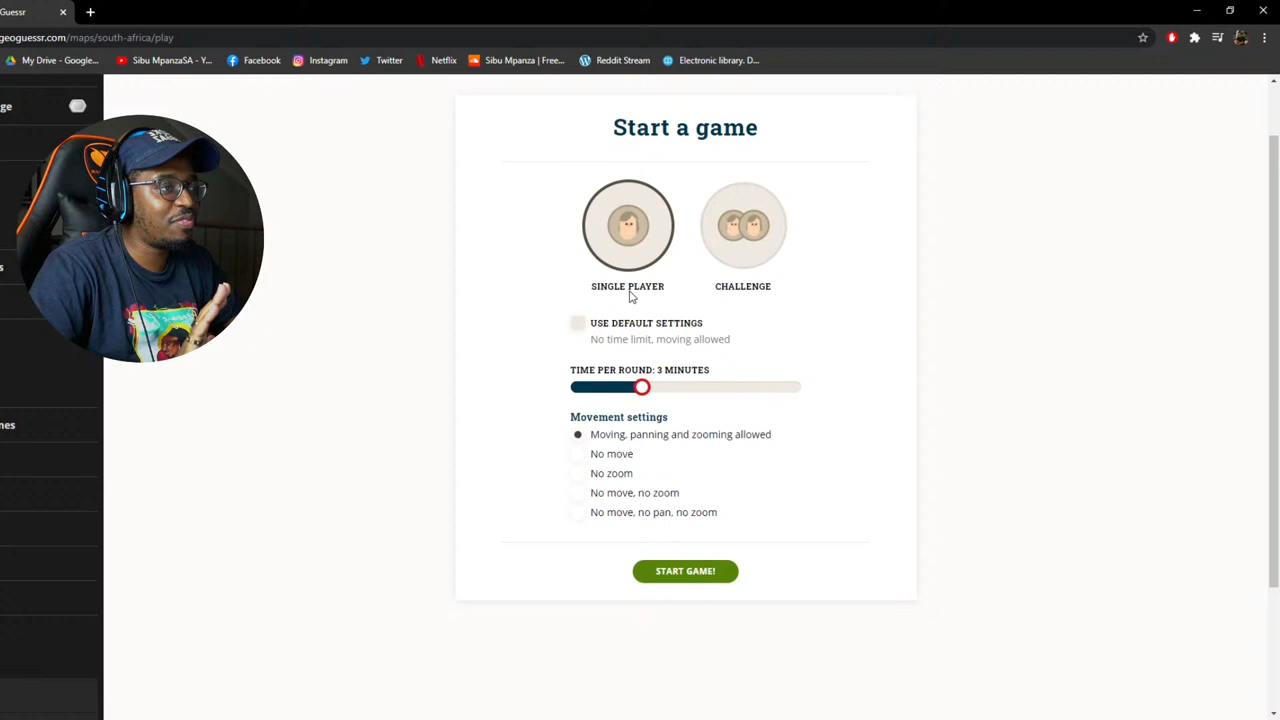 Guessr
geoguessr.com/maps/south-africa/play
My Drive - Google...
Sibu MpanzaSA - Y...
Facebook
Instagram
Twitter
Netflix
Sibu Mpanza | Free...
Reddit Stream
Electronic library. D...
ge
s
nes
Start a game
SINGLE PLAYER
CHALLENGE
USE DEFAULT SETTINGS
No time limit, moving allowed
TIME PER ROUND: 3 MINUTES
Movement settings
Moving, panning and zooming allowed
No move
No zoom
No move, no zoom
No move, no pan, no zoom
START GAME!